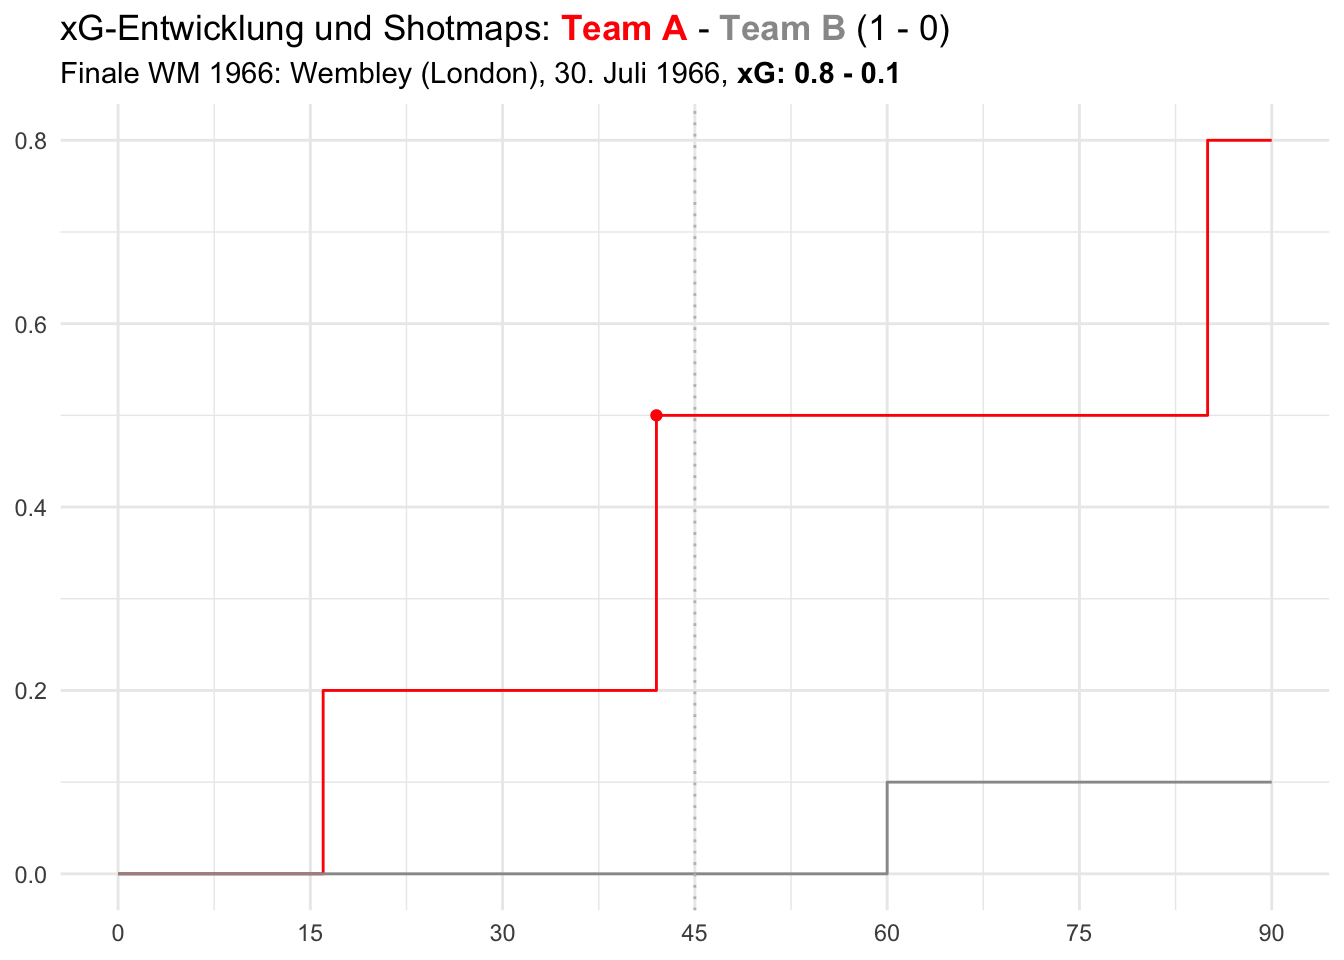 xG-Entwicklung und Shotmaps: Team A - Team B (1 - 0)
Finale WM 1966: Wembley (London), 30. Juli 1966, xG: 0.8 - 0.1
0.8
0.6
0.4
0.2
0.0
0 15 30 45 60 75 90